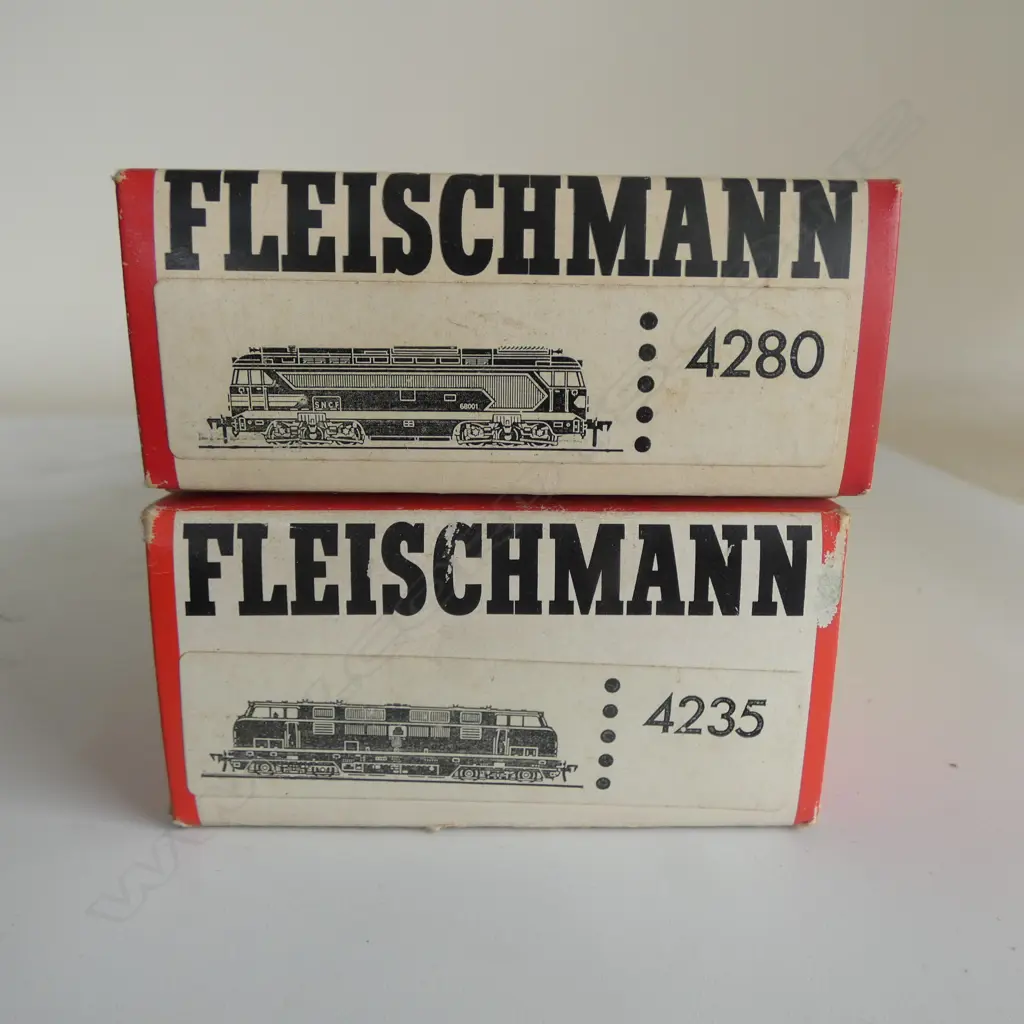 FLEISCHMANN
4280
SNCF
68001
FLEISCHMANN
4235